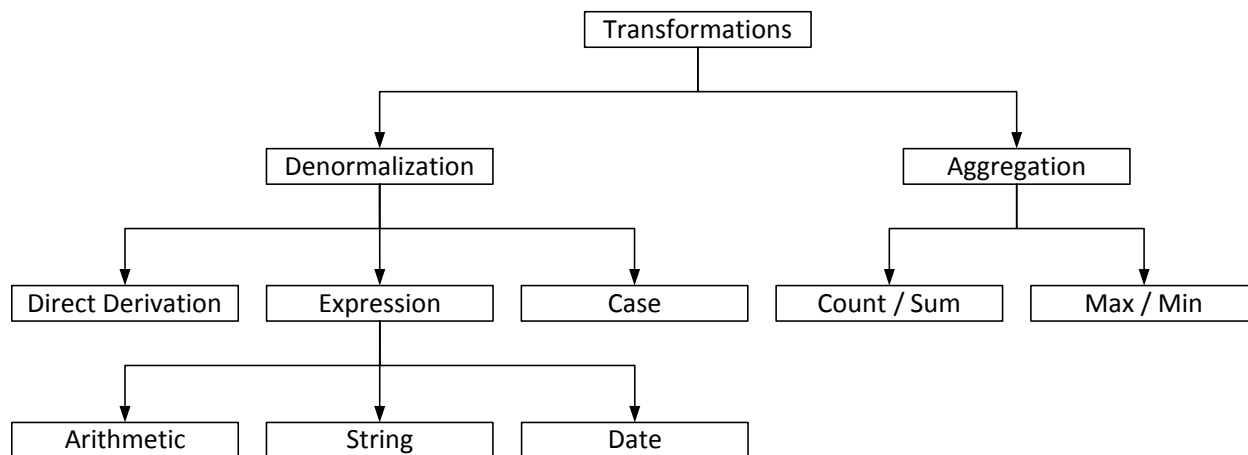 Transformations
Denormalization
Aggregation
Direct Derivation
Expression
Case
Count / Sum
Max / Min
Arithmetic
String
Date